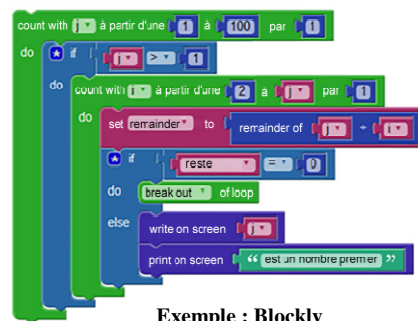 count with j à partir d'une 1 à 100 par 1
do if j > 1
do count with i à partir d'une 2 à j par 1
do set remainder to remainder of j ÷ i
if reste = 0
do break out of loop
else write on screen j
print on screen “ est un nombre premier ”
Exemple : Blockly